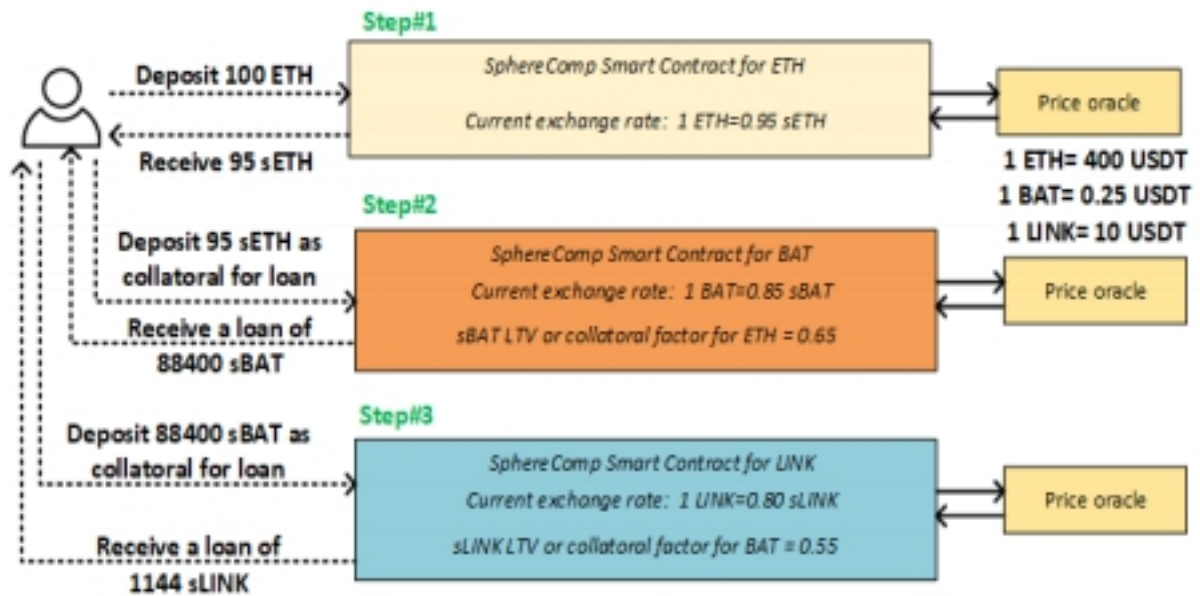 Step#1
Deposit 100 ETH
Receive 95 sETH
SphereComp Smart Contract for ETH
Current exchange rate: 1 ETH=0.95 sETH
Price oracle
1 ETH= 400 USDT
1 BAT= 0.25 USDT
1 LINK= 10 USDT
Step#2
Deposit 95 sETH as
collatoral for loan
Receive a loan of
88400 sBAT
SphereComp Smart Contract for BAT
Current exchange rate: 1 BAT=0.85 sBAT
sBAT LTV or collatoral factor for ETH = 0.65
Price oracle
Step#3
Deposit 88400 sBAT as
collatoral for loan
Receive a loan of
1144 sLINK
SphereComp Smart Contract for LINK
Current exchange rate: 1 LINK=0.80 sLINK
sLINK LTV or collatoral factor for BAT = 0.55
Price oracle